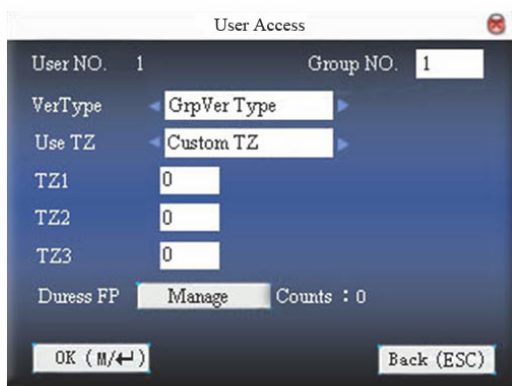 User Access
User NO. 1 Group NO. 1
VerType GrpVer Type
Use TZ Custom TZ
TZ1 0
TZ2 0
TZ3 0
Duress FP Manage Counts : 0
OK (M/↵) Back (ESC)